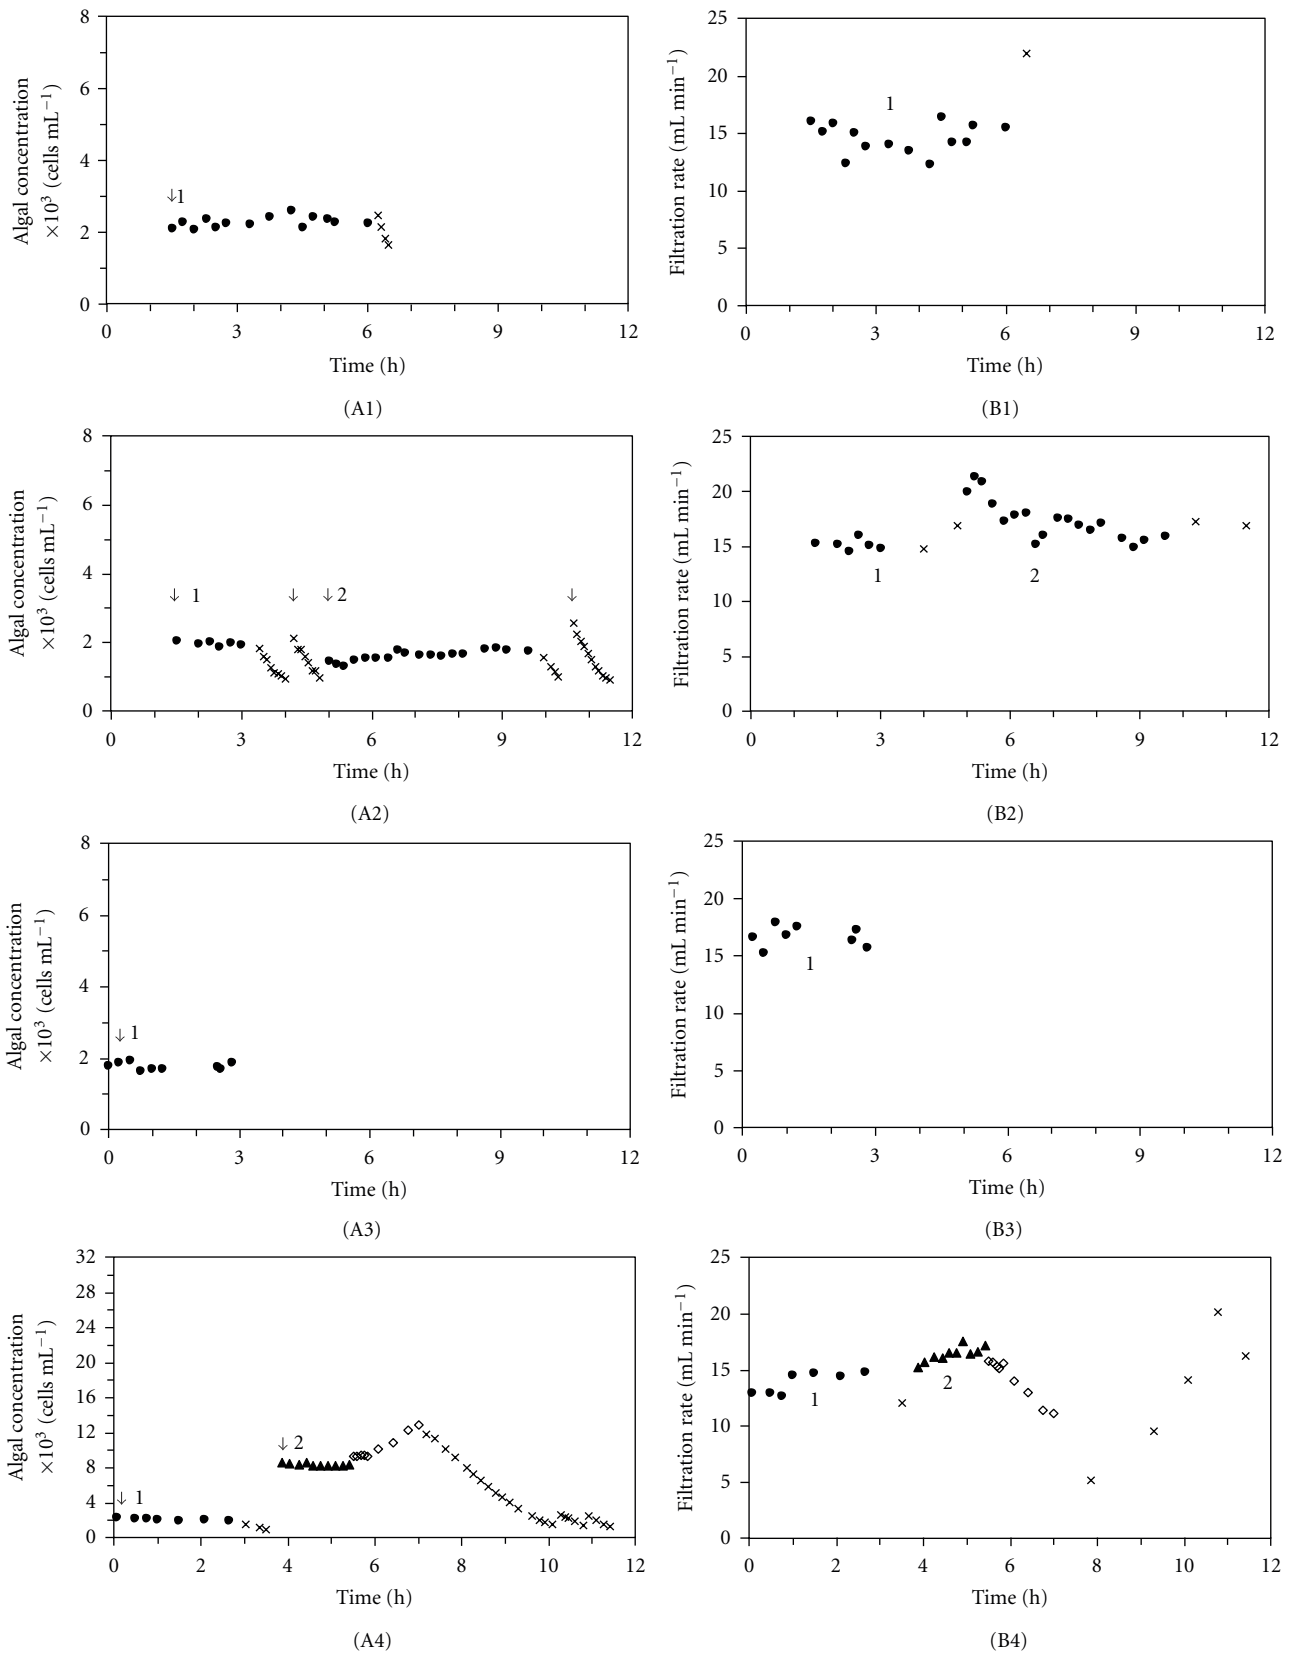 8
6
4
2
0
Algal concentration
×10³ (cells mL⁻¹)
↓1
0 3 6 9 12
Time (h)
(A1)
25
20
15
10
5
0
Filtration rate (mL min⁻¹)
1
0 3 6 9 12
Time (h)
(B1)
8
6
4
2
0
Algal concentration
×10³ (cells mL⁻¹)
↓ 1 ↓ ↓2 ↓
0 3 6 9 12
Time (h)
(A2)
25
20
15
10
5
0
Filtration rate (mL min⁻¹)
1 2
0 3 6 9 12
Time (h)
(B2)
8
6
4
2
0
Algal concentration
×10³ (cells mL⁻¹)
↓ 1
0 3 6 9 12
Time (h)
(A3)
25
20
15
10
5
0
Filtration rate (mL min⁻¹)
1
0 3 6 9 12
Time (h)
(B3)
32
28
24
20
16
12
8
4
0
Algal concentration
×10³ (cells mL⁻¹)
↓2
↓ 1
0 2 4 6 8 10 12
Time (h)
(A4)
25
20
15
10
5
0
Filtration rate (mL min⁻¹)
2
1
0 2 4 6 8 10 12
Time (h)
(B4)